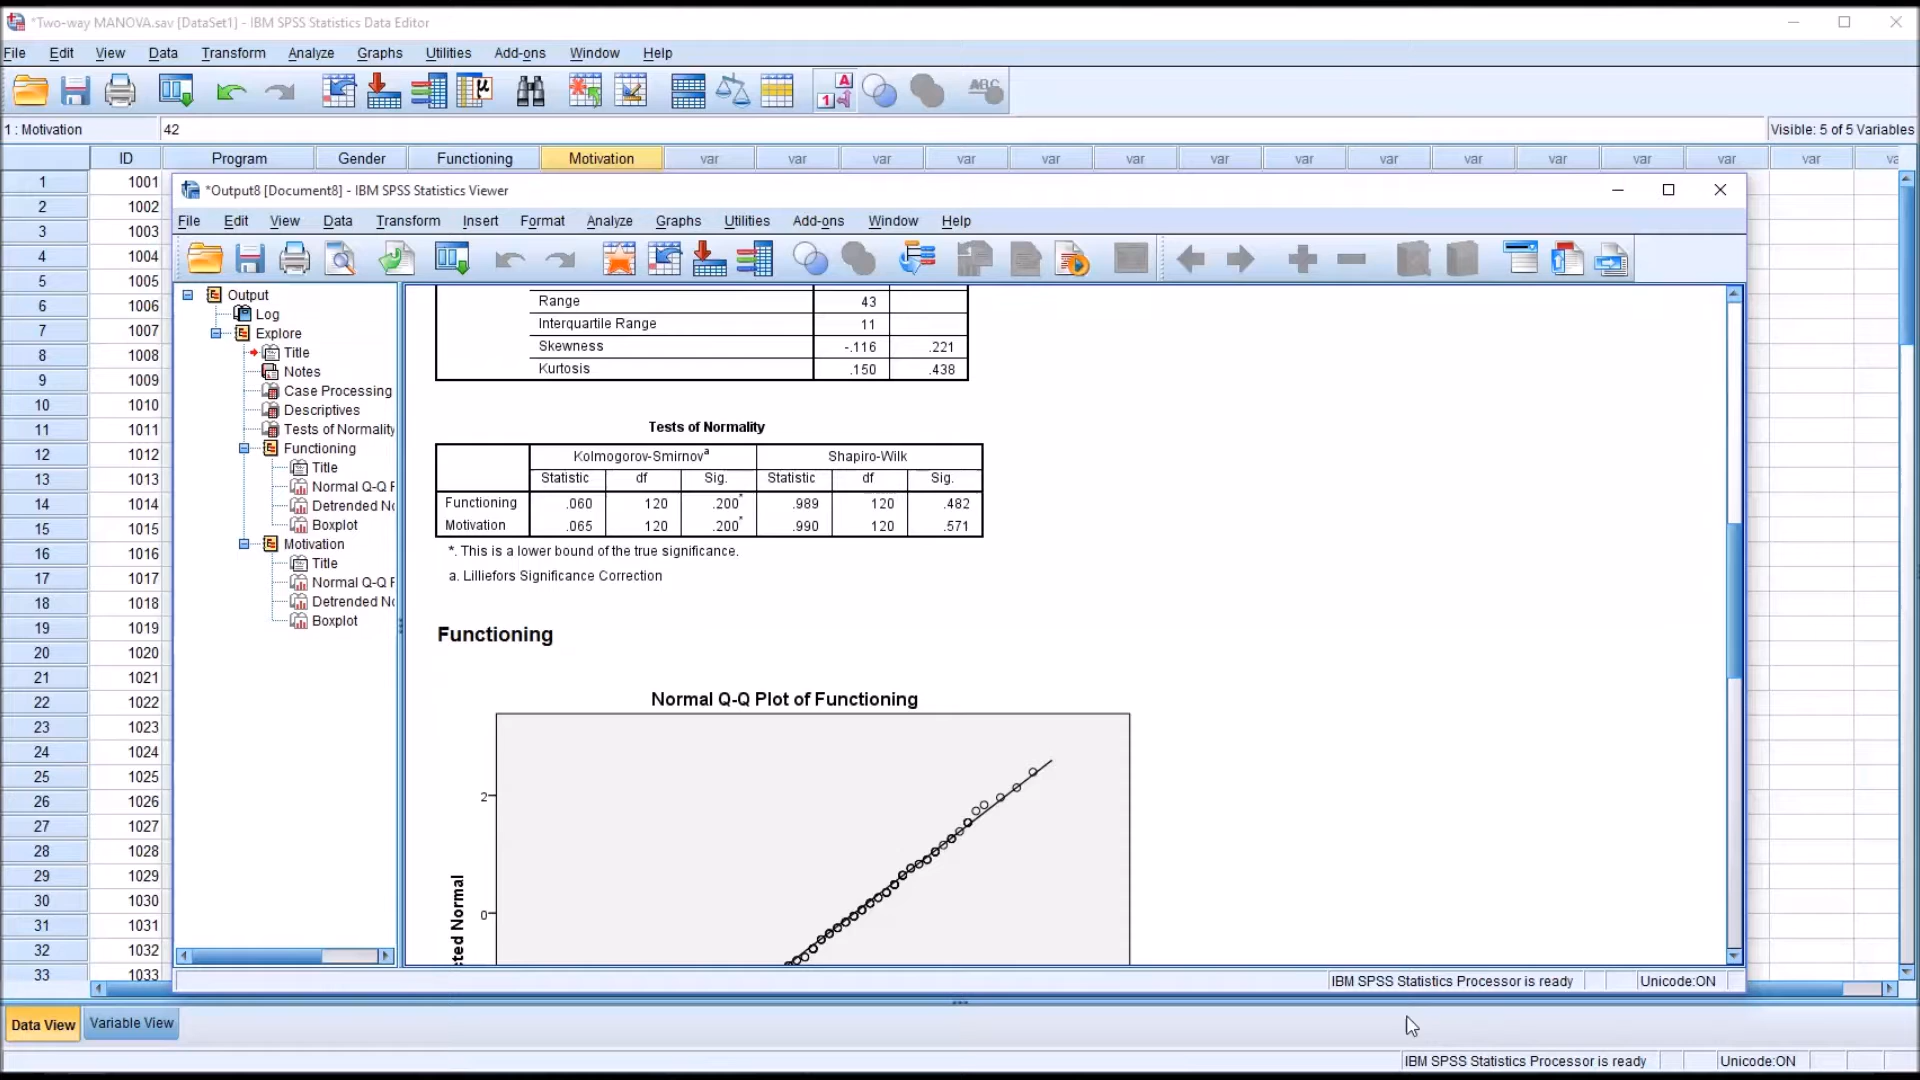 *Two-way MANOVA.sav [DataSet1] - IBM SPSS Statistics Data Editor
File Edit View Data Transform Analyze Graphs Utilities Add-ons Window Help
1 : Motivation 42 Visible: 5 of 5 Variables
ID Program Gender Functioning Motivation var var var var var var var var var var var var var var
1 1001
2 1002
3 1003
4 1004
5 1005
6 1006
7 1007
8 1008
9 1009
10 1010
11 1011
12 1012
13 1013
14 1014
15 1015
16 1016
17 1017
18 1018
19 1019
20 1020
21 1021
22 1022
23 1023
24 1024
25 1025
26 1026
27 1027
28 1028
29 1029
30 1030
31 1031
32 1032
33 1033
*Output8 [Document8] - IBM SPSS Statistics Viewer
File Edit View Data Transform Insert Format Analyze Graphs Utilities Add-ons Window Help
Output
Log
Explore
Title
Notes
Case Processing
Descriptives
Tests of Normality
Functioning
Title
Normal Q-Q P
Detrended No
Boxplot
Motivation
Title
Normal Q-Q P
Detrended No
Boxplot
Range 43
Interquartile Range 11
Skewness -.116 .221
Kurtosis .150 .438
Tests of Normality
Kolmogorov-Smirnovᵃ Shapiro-Wilk
Statistic df Sig. Statistic df Sig.
Functioning .060 120 .200* .989 120 .482
Motivation .065 120 .200* .990 120 .571
*. This is a lower bound of the true significance.
a. Lilliefors Significance Correction
Functioning
Normal Q-Q Plot of Functioning
2
0
cted Normal
IBM SPSS Statistics Processor is ready Unicode:ON
Data View Variable View
IBM SPSS Statistics Processor is ready Unicode:ON